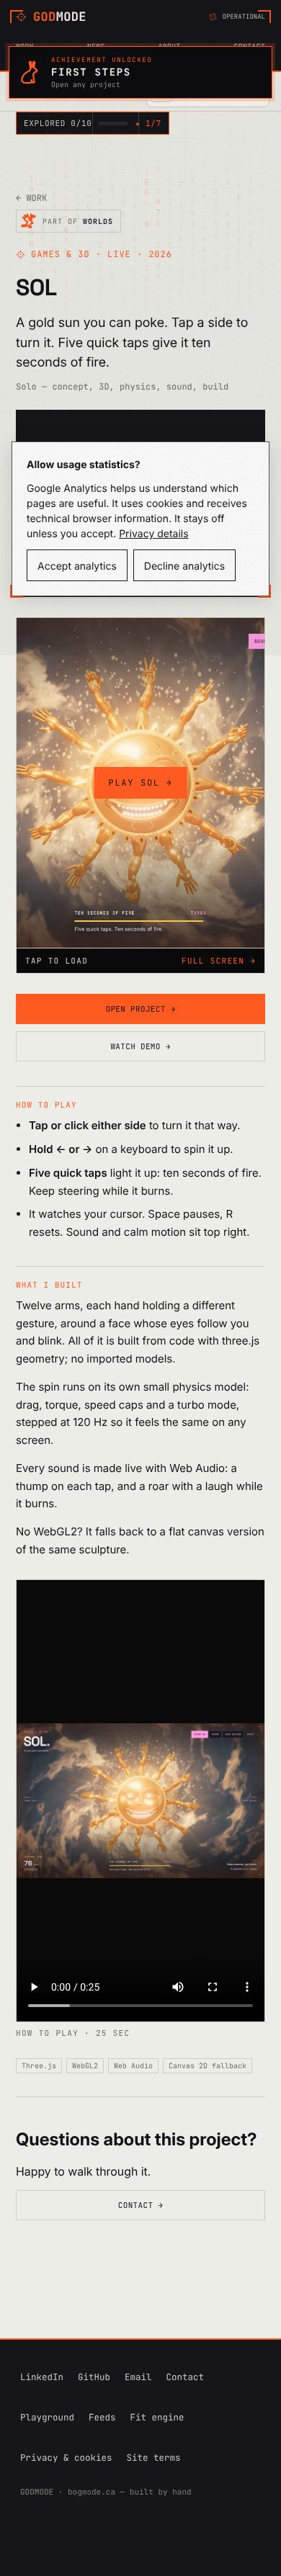 GODMODE
OPERATIONAL
ACHIEVEMENT UNLOCKED
FIRST STEPS
Open any project
EXPLORED 0/10
1/7
← WORK
PART OF WORLDS
GAMES & 3D · LIVE · 2026
SOL
A gold sun you can poke. Tap a side to
turn it. Five quick taps give it ten
seconds of fire.
Solo — concept, 3D, physics, sound, build
Allow usage statistics?
Google Analytics helps us understand which
pages are useful. It uses cookies and receives
technical browser information. It stays off
unless you accept. Privacy details
Accept analytics
Decline analytics
PLAY SOL →
TEN SECONDS OF FIRE
TURBO
Five quick taps. Ten seconds of fire.
TAP TO LOAD
FULL SCREEN →
OPEN PROJECT →
WATCH DEMO →
HOW TO PLAY
• Tap or click either side to turn it that way.
• Hold ← or → on a keyboard to spin it up.
• Five quick taps light it up: ten seconds of fire.
Keep steering while it burns.
• It watches your cursor. Space pauses, R
resets. Sound and calm motion sit top right.
WHAT I BUILT
Twelve arms, each holding a different
gesture, around a face whose eyes follow you
and blink. All of it is built from code with three.js
geometry; no imported models.
The spin runs on its own small physics model:
drag, torque, speed caps and a turbo mode,
stepped at 120 Hz so it feels the same on any
screen.
Every sound is made live with Web Audio: a
thump on each tap, and a roar with a laugh while
it burns.
No WebGL2? It falls back to a flat canvas version
of the same sculpture.
SOL.
76
0:00 / 0:25
HOW TO PLAY · 25 SEC
Three.js
WebGL2
Web Audio
Canvas 2D fallback
Questions about this project?
Happy to walk through it.
CONTACT →
LinkedIn GitHub Email Contact
Playground Feeds Fit engine
Privacy & cookies Site terms
GODMODE · bogmode.ca — built by hand